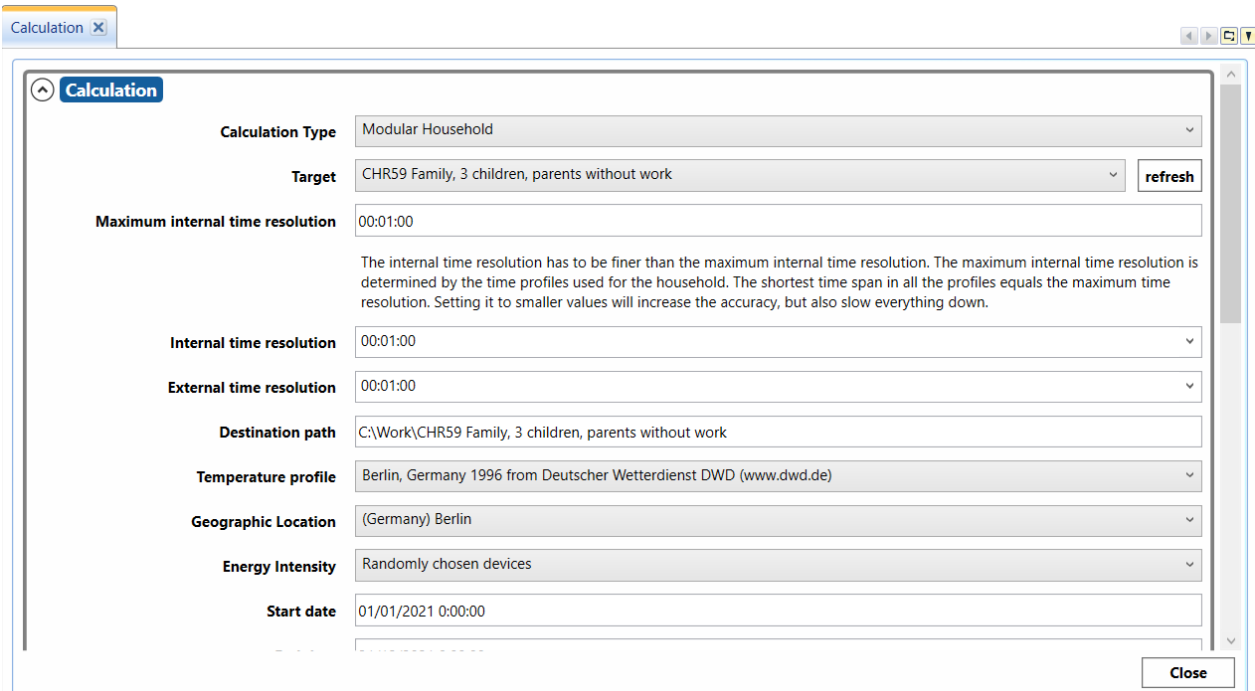 Calculation
Calculation
Calculation Type Modular Household
Target CHR59 Family, 3 children, parents without work refresh
Maximum internal time resolution 00:01:00
The internal time resolution has to be finer than the maximum internal time resolution. The maximum internal time resolution is
determined by the time profiles used for the household. The shortest time span in all the profiles equals the maximum time
resolution. Setting it to smaller values will increase the accuracy, but also slow everything down.
Internal time resolution 00:01:00
External time resolution 00:01:00
Destination path C:\Work\CHR59 Family, 3 children, parents without work
Temperature profile Berlin, Germany 1996 from Deutscher Wetterdienst DWD (www.dwd.de)
Geographic Location (Germany) Berlin
Energy Intensity Randomly chosen devices
Start date 01/01/2021 0:00:00
Close